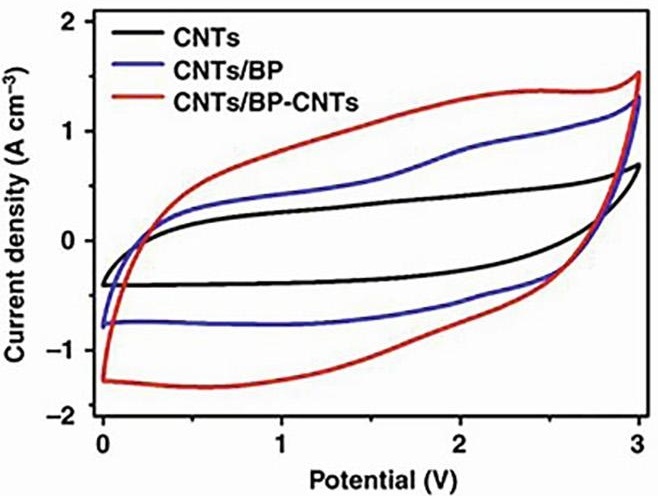 2
1
0
−1
−2
Current density (A cm⁻³)
CNTs
CNTs/BP
CNTs/BP-CNTs
0 1 2 3
Potential (V)